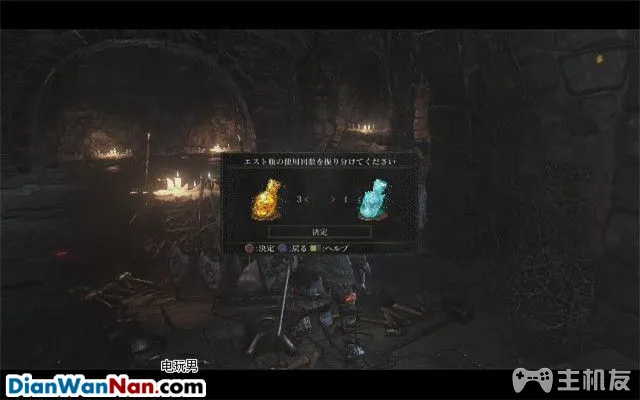 エスト瓶の使用回数を振り分けてください
3 < > 1
決定
:決定 :戻る :ヘルプ
电玩男
DianWanNan.com
主机友